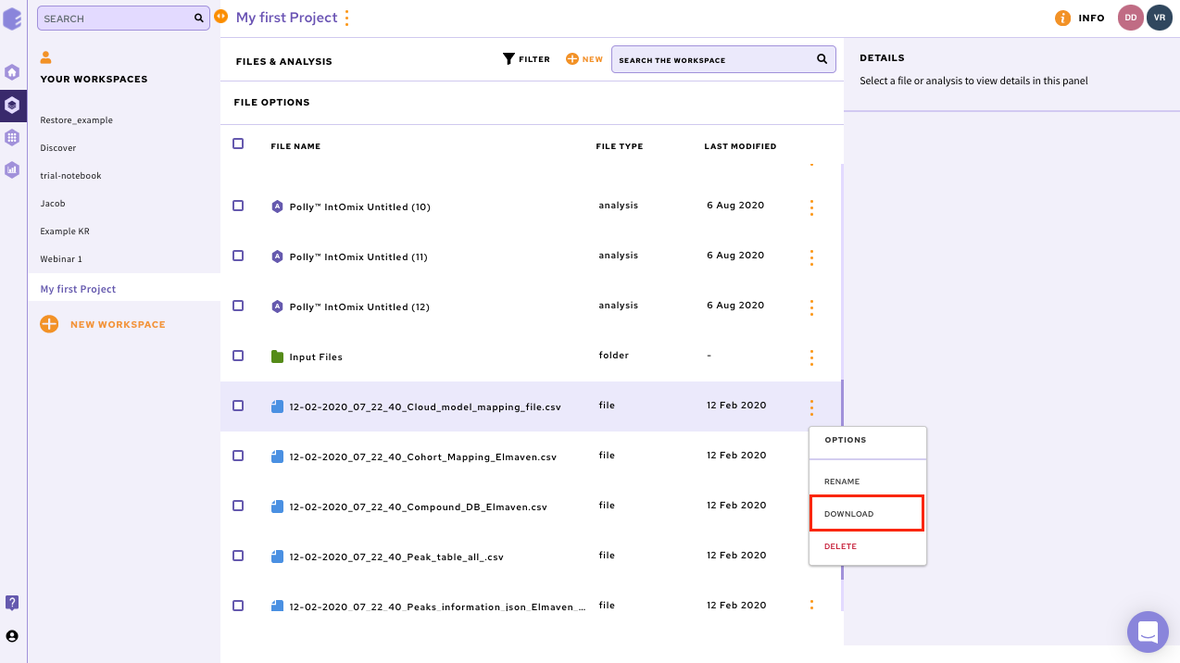 SEARCH
My first Project
INFO
DD
VR
YOUR WORKSPACES
Restore_example
Discover
trial-notebook
Jacob
Example KR
Webinar 1
My first Project
NEW WORKSPACE
FILES & ANALYSIS
FILTER
NEW
SEARCH THE WORKSPACE
FILE OPTIONS
FILE NAME FILE TYPE LAST MODIFIED
A Polly™ IntOmix Untitled (10) analysis 6 Aug 2020
A Polly™ IntOmix Untitled (11) analysis 6 Aug 2020
A Polly™ IntOmix Untitled (12) analysis 6 Aug 2020
Input Files folder -
12-02-2020_07_22_40_Cloud_model_mapping_file.csv file 12 Feb 2020
12-02-2020_07_22_40_Cohort_Mapping_Elmaven.csv file 12 Feb 2020
12-02-2020_07_22_40_Compound_DB_Elmaven.csv file 12 Feb 2020
12-02-2020_07_22_40_Peak_table_all_.csv file 12 Feb 2020
12-02-2020_07_22_40_Peaks_information_json_Elmaven_... file 12 Feb 2020
OPTIONS
RENAME
DOWNLOAD
DELETE
DETAILS
Select a file or analysis to view details in this panel
?